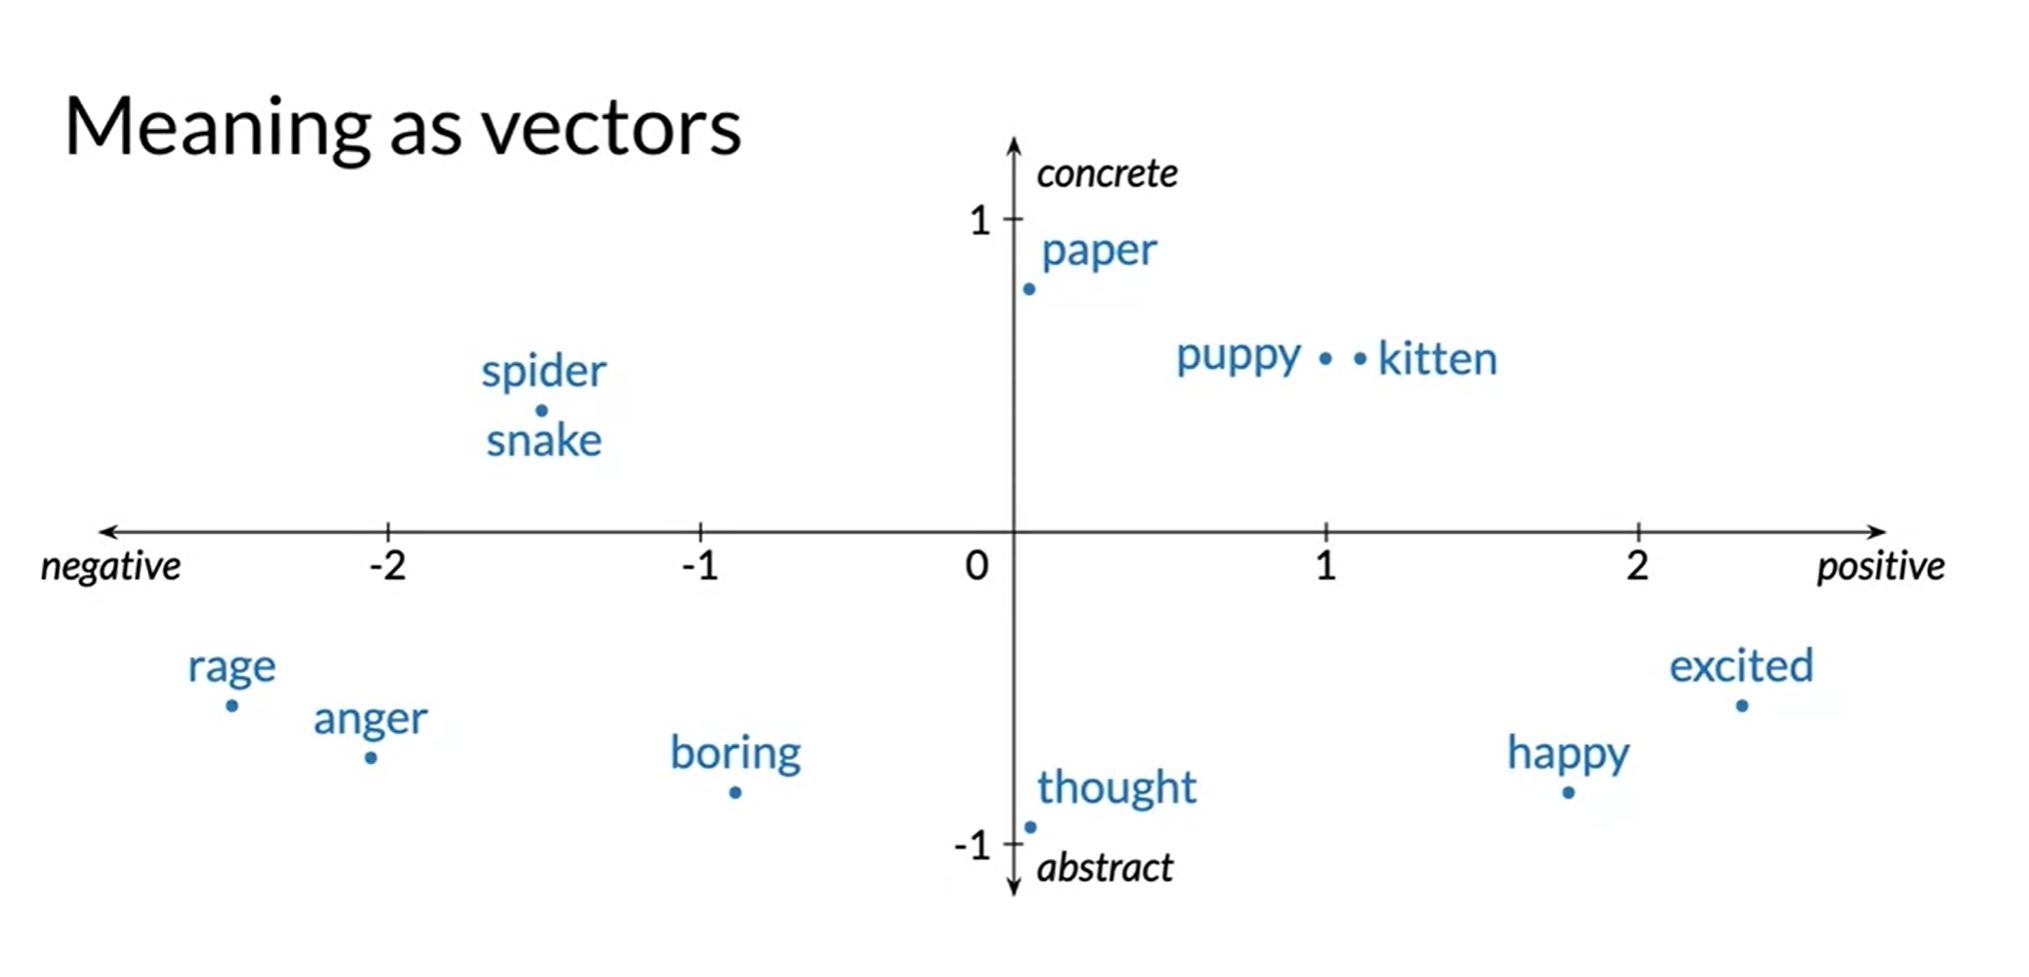 Meaning as vectors
concrete
1
paper
puppy kitten
spider
snake
negative -2 -1 0 1 2 positive
rage
excited
anger
boring
happy
thought
-1
abstract